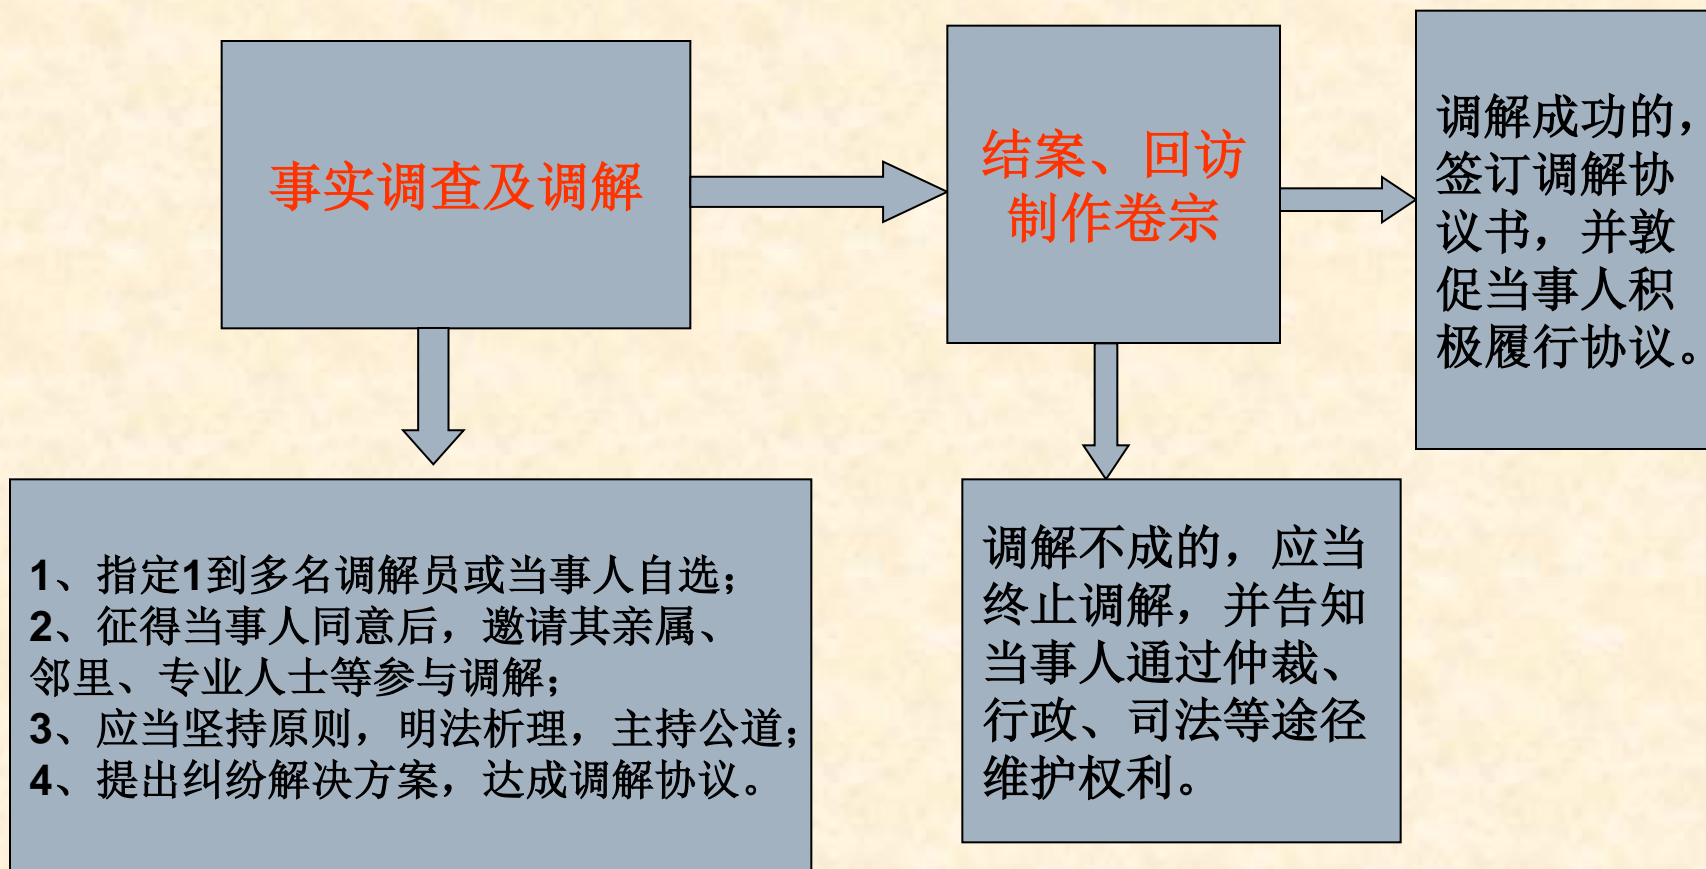 事实调查及调解
结案、回访
制作卷宗
调解成功的，
签订调解协
议书，并敦
促当事人积
极履行协议。
1、指定1到多名调解员或当事人自选；
2、征得当事人同意后，邀请其亲属、
邻里、专业人士等参与调解；
3、应当坚持原则，明法析理，主持公道；
4、提出纠纷解决方案，达成调解协议。
调解不成的，应当
终止调解，并告知
当事人通过仲裁、
行政、司法等途径
维护权利。